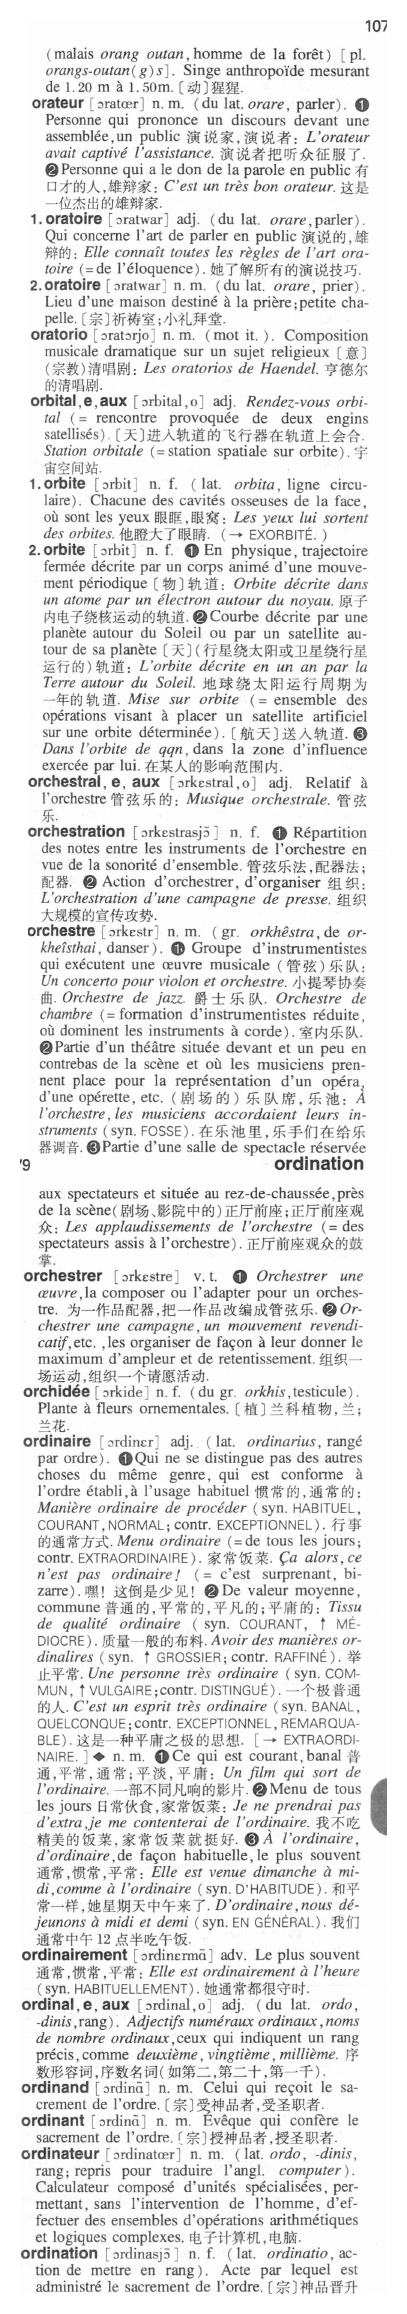 107
(malais orang outan, homme de la forêt) [pl.
orangs-outan(g)s]. Singe anthropoïde mesurant
de 1.20 m à 1.50m.〔动〕猩猩.
orateur [ɔratœr] n. m. (du lat. orare, parler). ❶
Personne qui prononce un discours devant une
assemblée, un public 演说家,演说者: L'orateur
avait captivé l'assistance. 演说者把听众征服了.
❷Personne qui a le don de la parole en public 有
口才的人,雄辩家: C'est un très bon orateur. 这是
一位杰出的雄辩家.
1. oratoire [ɔratwar] adj. (du lat. orare, parler).
Qui concerne l'art de parler en public 演说的,雄
辩的: Elle connaît toutes les règles de l'art ora-
toire (= de l'éloquence). 她了解所有的演说技巧.
2. oratoire [ɔratwar] n. m. (du lat. orare, prier).
Lieu d'une maison destiné à la prière; petite cha-
pelle.〔宗〕祈祷室;小礼拜堂.
oratorio [ɔratɔrjo] n. m. (mot it.). Composition
musicale dramatique sur un sujet religieux〔意〕
(宗教)清唱剧: Les oratorios de Haendel. 亨德尔
的清唱剧.
orbital, e, aux [ɔrbital,o] adj. Rendez-vous orbi-
tal (= rencontre provoquée de deux engins
satellisés).〔天〕进入轨道的飞行器在轨道上会合.
Station orbitale (= station spatiale sur orbite). 宇
宙空间站.
1. orbite [ɔrbit] n. f. (lat. orbita, ligne circu-
laire). Chacune des cavités osseuses de la face,
où sont les yeux 眼眶,眼窝: Les yeux lui sortent
des orbites. 他瞪大了眼睛. (→ EXORBITÉ.)
2. orbite [ɔrbit] n. f. ❶ En physique, trajectoire
fermée décrite par un corps animé d'une mouve-
ment périodique〔物〕轨道: Orbite décrite dans
un atome par un électron autour du noyau. 原子
内电子绕核运动的轨道. ❷Courbe décrite par une
planète autour du Soleil ou par un satellite au-
tour de sa planète〔天〕(行星绕太阳或卫星绕行星
运行的)轨道: L'orbite décrite en un an par la
Terre autour du Soleil. 地球绕太阳运行周期为
一年的轨道. Mise sur orbite (= ensemble des
opérations visant à placer un satellite artificiel
sur une orbite déterminée).〔航天〕送入轨道. ❸
Dans l'orbite de qqn, dans la zone d'influence
exercée par lui. 在某人的影响范围内.
orchestral, e, aux [ɔrkestral,o] adj. Relatif à
l'orchestre 管弦乐的: Musique orchestrale. 管弦
乐.
orchestration [ɔrkestrasjɔ̃] n. f. ❶ Répartition
des notes entre les instruments de l'orchestre en
vue de la sonorité d'ensemble. 管弦乐法,配器法;
配器. ❷ Action d'orchestrer, d'organiser 组织:
L'orchestration d'une campagne de presse. 组织
大规模的宣传攻势.
orchestre [ɔrkɛstr] n. m. (gr. orkhêstra, de or-
kheîsthai, danser). ❶ Groupe d'instrumentistes
qui exécutent une œuvre musicale (管弦)乐队:
Un concerto pour violon et orchestre. 小提琴协奏
曲. Orchestre de jazz. 爵士乐队. Orchestre de
chambre (= formation d'instrumentistes réduite,
où dominent les instruments à corde). 室内乐队.
❷Partie d'un théâtre située devant et un peu en
contrebas de la scène et où les musiciens pren-
nent place pour la représentation d'un opéra,
d'une opérette, etc. (剧场的)乐队席,乐池: À
l'orchestre, les musiciens accordaient leurs in-
struments (syn. FOSSE). 在乐池里,乐手们在给乐
器调音. ❸Partie d'une salle de spectacle réservée
79 ordination
aux spectateurs et située au rez-de-chaussée, près
de la scène(剧场、影院中的)正厅前座;正厅前座观
众: Les applaudissements de l'orchestre (= des
spectateurs assis à l'orchestre). 正厅前座观众的鼓
掌.
orchestrer [ɔrkɛstre] v. t. ❶ Orchestrer une
œuvre, la composer ou l'adapter pour un orches-
tre. 为一作品配器,把一作品改编成管弦乐. ❷Or-
chestrer une campagne, un mouvement revendi-
catif, etc., les organiser de façon à leur donner le
maximum d'ampleur et de retentissement. 组织一
场运动,组织一个请愿活动.
orchidée [ɔrkide] n. f. (du gr. orkhis, testicule).
Plante à fleurs ornementales.〔植〕兰科植物,兰;
兰花.
ordinaire [ɔrdinɛr] adj. (lat. ordinarius, rangé
par ordre). ❶Qui ne se distingue pas des autres
choses du même genre, qui est conforme à
l'ordre établi, à l'usage habituel 惯常的,通常的:
Manière ordinaire de procéder (syn. HABITUEL,
COURANT, NORMAL; contr. EXCEPTIONNEL). 行事
的通常方式. Menu ordinaire (= de tous les jours;
contr. EXTRAORDINAIRE). 家常饭菜. Ça alors, ce
n'est pas ordinaire! (= c'est surprenant, bi-
zarre). 嘿! 这倒是少见! ❷De valeur moyenne,
commune 普通的,平常的,平凡的;平庸的: Tissu
de qualité ordinaire (syn. COURANT, ↑ MÉ-
DIOCRE). 质量一般的布料. Avoir des manières or-
dinalires (syn. ↑ GROSSIER; contr. RAFFINÉ). 举
止平常. Une personne très ordinaire (syn. COM-
MUN, ↑ VULGAIRE; contr. DISTINGUÉ). 一个极普通
的人. C'est un esprit très ordinaire (syn. BANAL,
QUELCONQUE; contr. EXCEPTIONNEL, REMARQUA-
BLE). 这是一种平庸之极的思想. [→ EXTRAORDI-
NAIRE.] ◆ n. m. ❶Ce qui est courant, banal 普
通,平常,通常;平淡,平庸: Un film qui sort de
l'ordinaire. 一部不同凡响的影片. ❷Menu de tous
les jours 日常伙食,家常饭菜: Je ne prendrai pas
d'extra, je me contenterai de l'ordinaire. 我不吃
精美的饭菜,家常饭菜就挺好. ❸ À l'ordinaire,
d'ordinaire, de façon habituelle, le plus souvent
通常,惯常,平常: Elle est venue dimanche à mi-
di, comme à l'ordinaire (syn. D'HABITUDE). 和平
常一样,她星期天中午来了. D'ordinaire, nous dé-
jeunons à midi et demi (syn. EN GÉNÉRAL). 我们
通常中午 12 点半吃午饭.
ordinairement [ɔrdinɛrmɑ̃] adv. Le plus souvent
通常,惯常,平常: Elle est ordinairement à l'heure
(syn. HABITUELLEMENT). 她通常都很守时.
ordinal, e, aux [ɔrdinal,o] adj. (du lat. ordo,
-dinis, rang). Adjectifs numéraux ordinaux, noms
de nombre ordinaux, ceux qui indiquent un rang
précis, comme deuxième, vingtième, millième. 序
数形容词,序数名词(如第二,第二十,第一千).
ordinand [ɔrdinɑ̃] n. m. Celui qui reçoit le sa-
crement de l'ordre.〔宗〕受神品者,受圣职者.
ordinant [ɔrdinɑ̃] n. m. Évêque qui confère le
sacrement de l'ordre.〔宗〕授神品者,授圣职者.
ordinateur [ɔrdinatœr] n. m. (lat. ordo, -dinis,
rang; repris pour traduire l'angl. computer).
Calculateur composé d'unités spécialisées, per-
mettant, sans l'intervention de l'homme, d'ef-
fectuer des ensembles d'opérations arithmétiques
et logiques complexes. 电子计算机,电脑.
ordination [ɔrdinasjɔ̃] n. f. (lat. ordinatio, ac-
tion de mettre en rang). Acte par lequel est
administré le sacrement de l'ordre.〔宗〕神品晋升